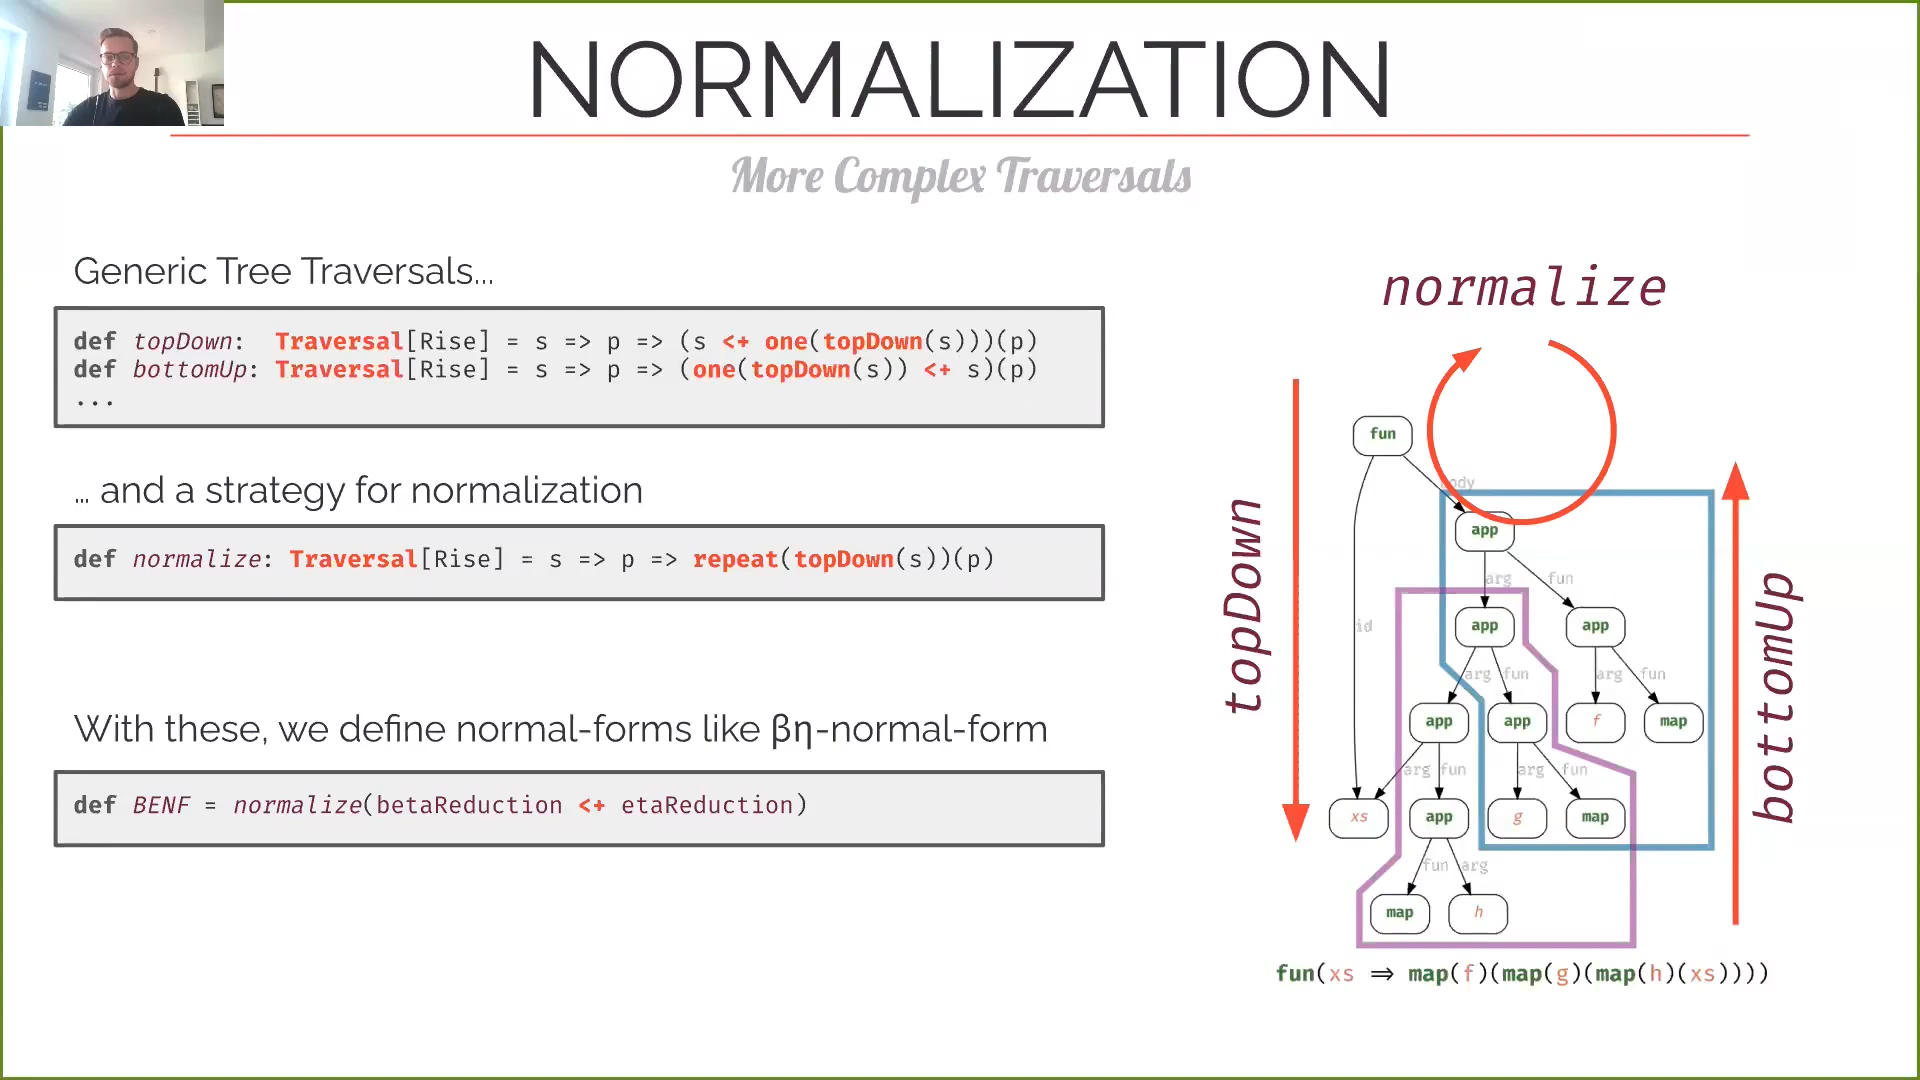 NORMALIZATION
More Complex Traversals
Generic Tree Traversals...
def topDown: Traversal[Rise] = s => p => (s <+ one(topDown(s)))(p)
def bottomUp: Traversal[Rise] = s => p => (one(topDown(s)) <+ s)(p)
...
... and a strategy for normalization
def normalize: Traversal[Rise] = s => p => repeat(topDown(s))(p)
With these, we define normal-forms like βη-normal-form
def BENF = normalize(betaReduction <+ etaReduction)
normalize
topDown
bottomUp
fun
body
app
arg fun
id
app app
arg fun arg fun
app app f map
arg fun arg fun
xs app g map
fun arg
map h
fun(xs ⇒ map(f)(map(g)(map(h)(xs))))